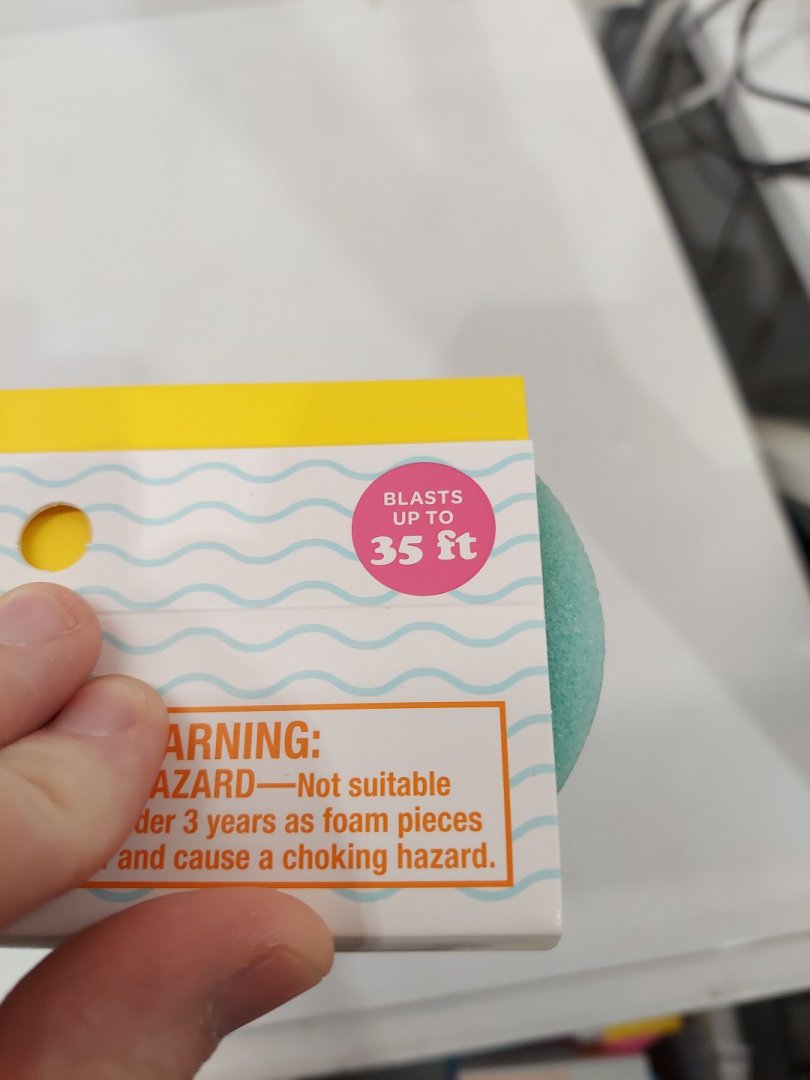 BLASTS
UP TO
35 ft
ARNING:
AZARD—Not suitable
der 3 years as foam pieces
and cause a choking hazard.